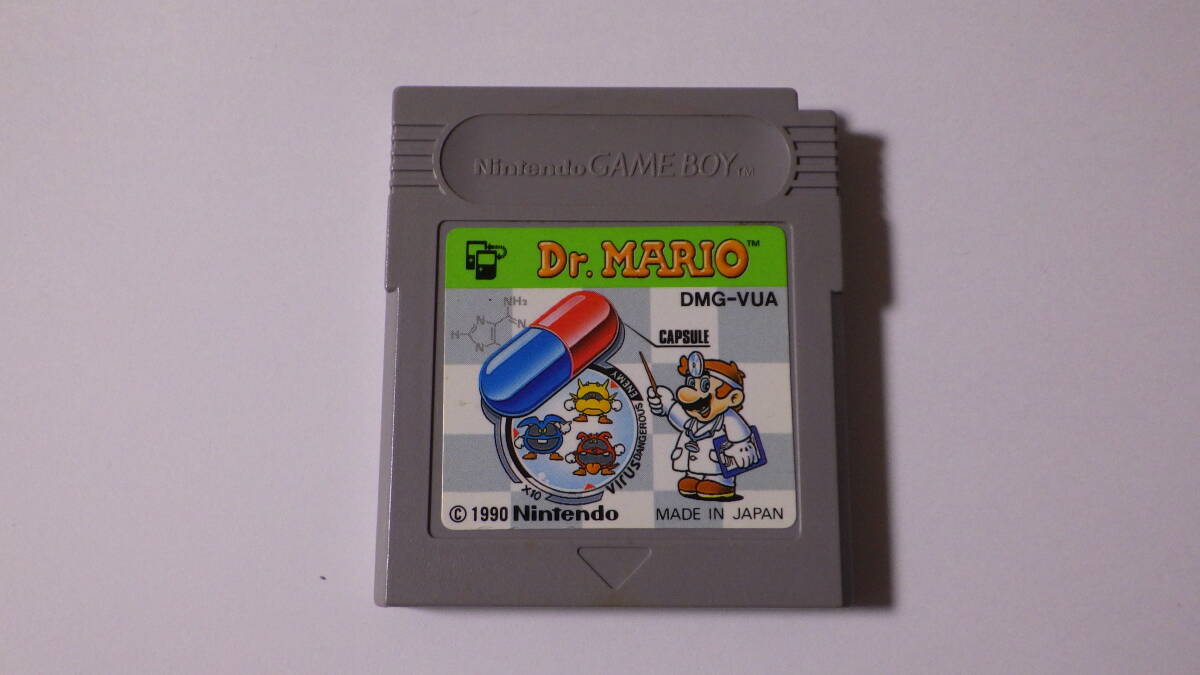 Nintendo GAME BOY TM
Dr. MARIO TM
DMG-VUA
NH₂
N
N
H
N
CAPSULE
ENEMY
DANGEROUS
virus
X10
© 1990 Nintendo
MADE IN JAPAN